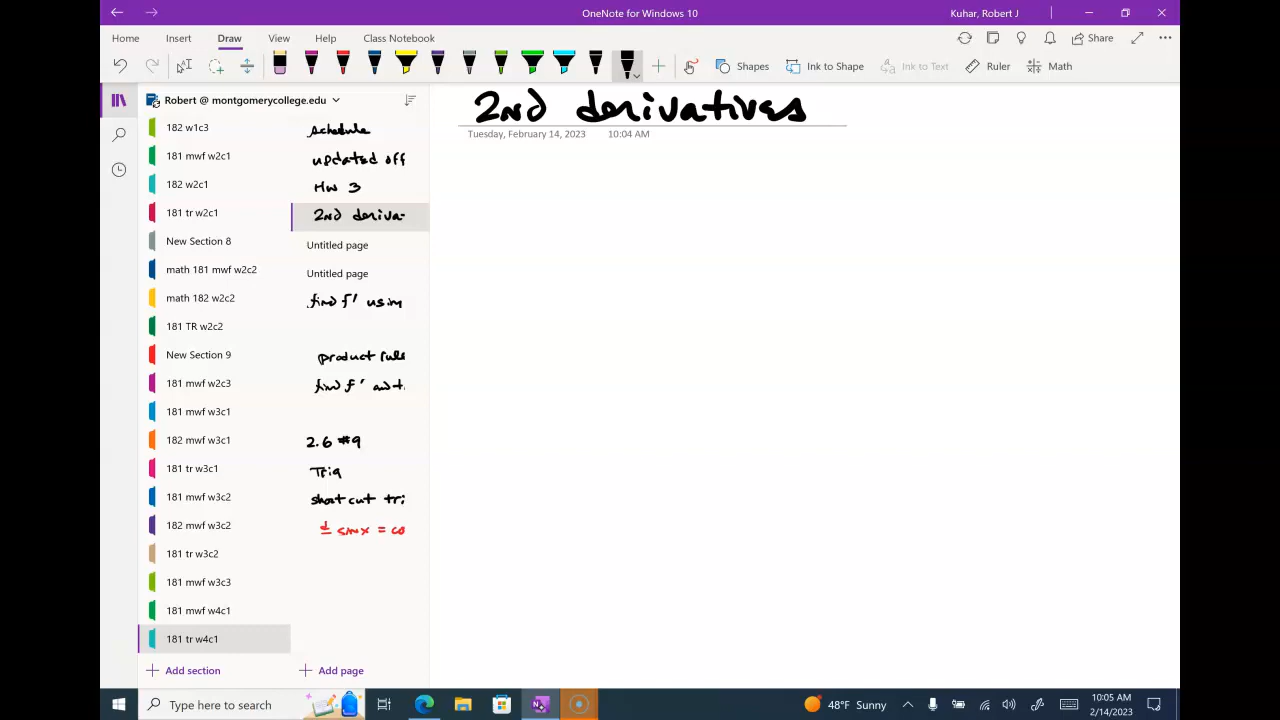 OneNote for Windows 10
Kuhar, Robert J
Home Insert Draw View Help Class Notebook
Share
Shapes Ink to Shape Ink to Text Ruler Math
Robert @ montgomerycollege.edu
182 w1c3
181 mwf w2c1
182 w2c1
181 tr w2c1
New Section 8
math 181 mwf w2c2
math 182 w2c2
181 TR w2c2
New Section 9
181 mwf w2c3
181 mwf w3c1
182 mwf w3c1
181 tr w3c1
181 mwf w3c2
182 mwf w3c2
181 tr w3c2
181 mwf w3c3
181 mwf w4c1
181 tr w4c1
Add section
schedule
updated off
HW 3
2nd deriva
Untitled page
Untitled page
find f' usin
product rule
find f' and t
2.6 #9
Trig
shortcut tri
d sinx = co
Add page
2nd derivatives
Tuesday, February 14, 2023 10:04 AM
Type here to search
48°F Sunny
10:05 AM
2/14/2023